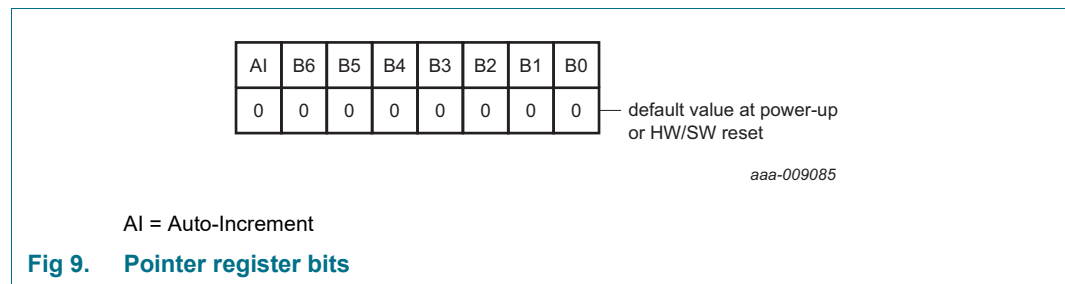 AI B6 B5 B4 B3 B2 B1 B0
0 0 0 0 0 0 0 0 default value at power-up
or HW/SW reset
aaa-009085
AI = Auto-Increment
Fig 9. Pointer register bits